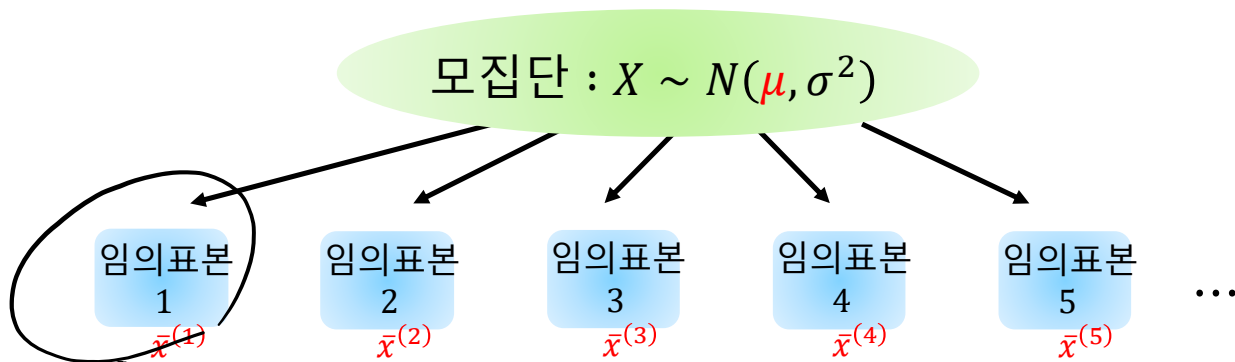 모집단 : X ~ N(μ, σ²)
임의표본 1
임의표본 2
임의표본 3
임의표본 4
임의표본 5
...
x̄⁽¹⁾
x̄⁽²⁾
x̄⁽³⁾
x̄⁽⁴⁾
x̄⁽⁵⁾